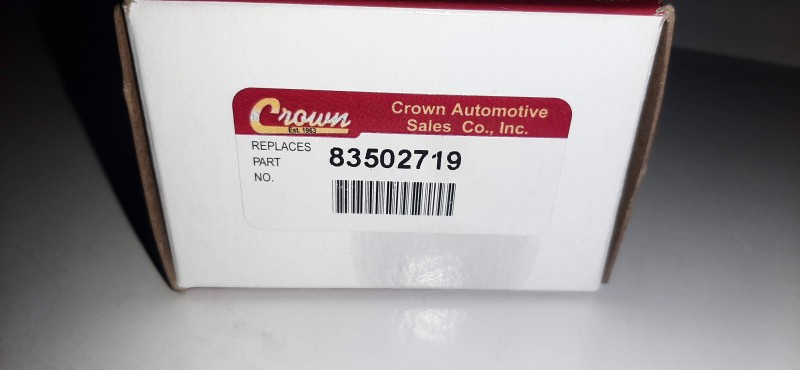 Crown
Est. 1963
Crown Automotive
Sales Co., Inc.
REPLACES
PART
NO.
83502719